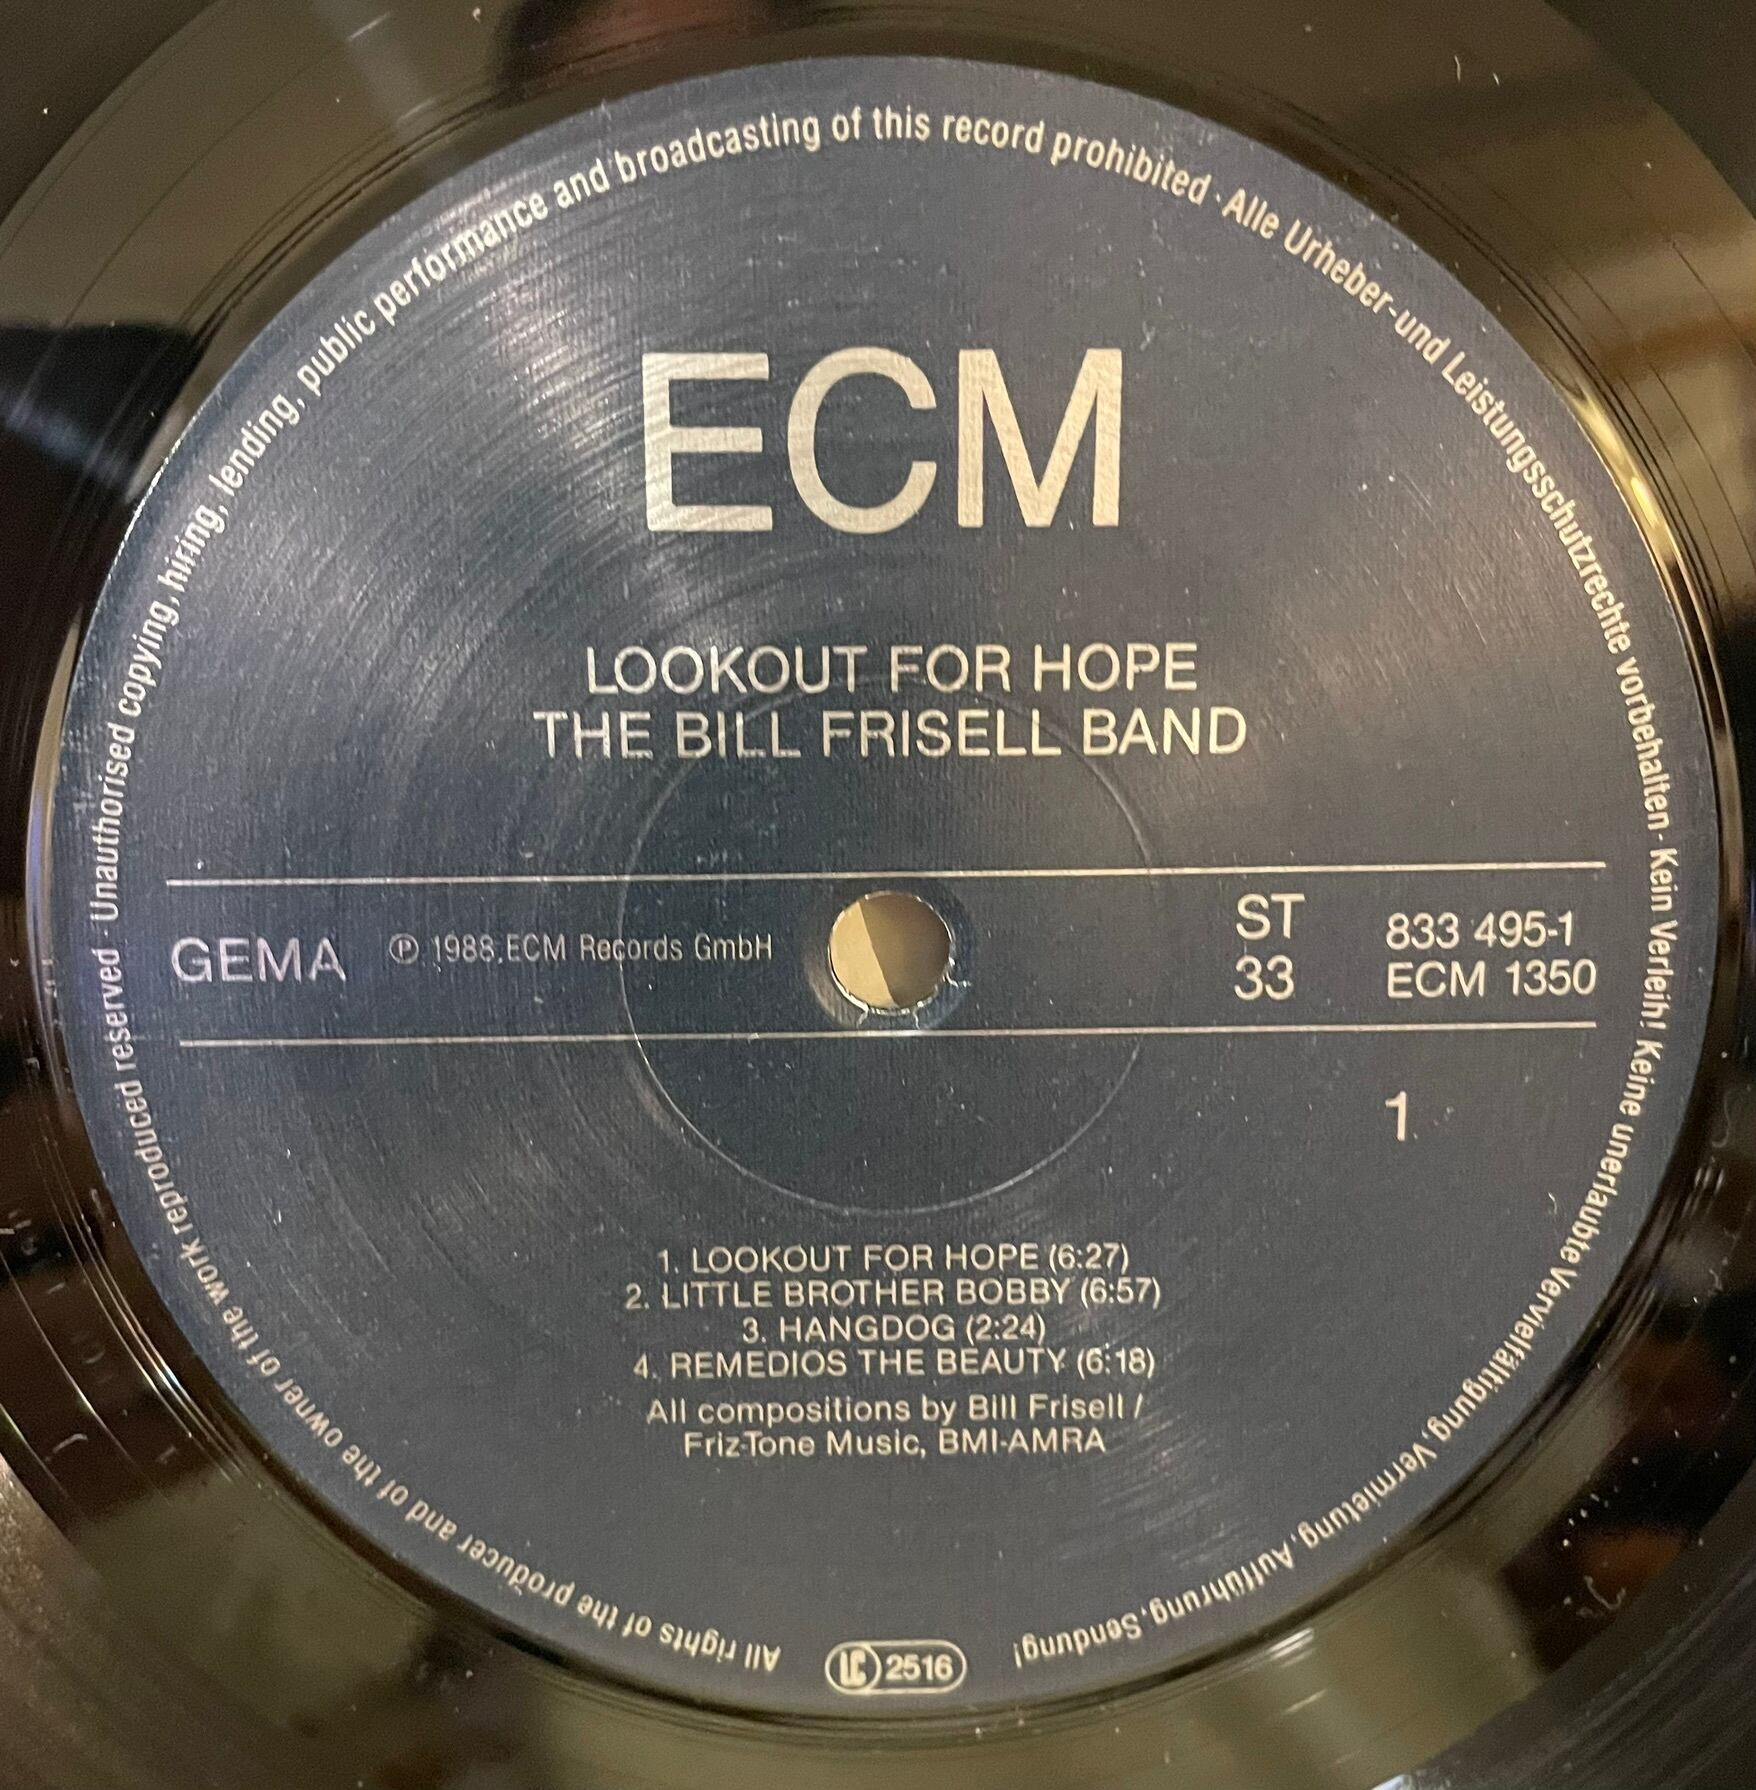 All rights of the producer and of the owner of the work reproduced reserved · Unauthorised copying, hiring, lending, public performance and broadcasting of this record prohibited · Alle Urheber-und Leistungsschutzrechte vorbehalten · Kein Verleih! Keine unerlaubte Vervielfältigung, Vermietung, Aufführung, Sendung!
ECM
LOOKOUT FOR HOPE
THE BILL FRISELL BAND
GEMA
℗ 1988 ECM Records GmbH
ST
33
833 495-1
ECM 1350
1
1. LOOKOUT FOR HOPE (6:27)
2. LITTLE BROTHER BOBBY (6:57)
3. HANGDOG (2:24)
4. REMEDIOS THE BEAUTY (6:18)
All compositions by Bill Frisell /
Friz-Tone Music, BMI-AMRA
LC 2516